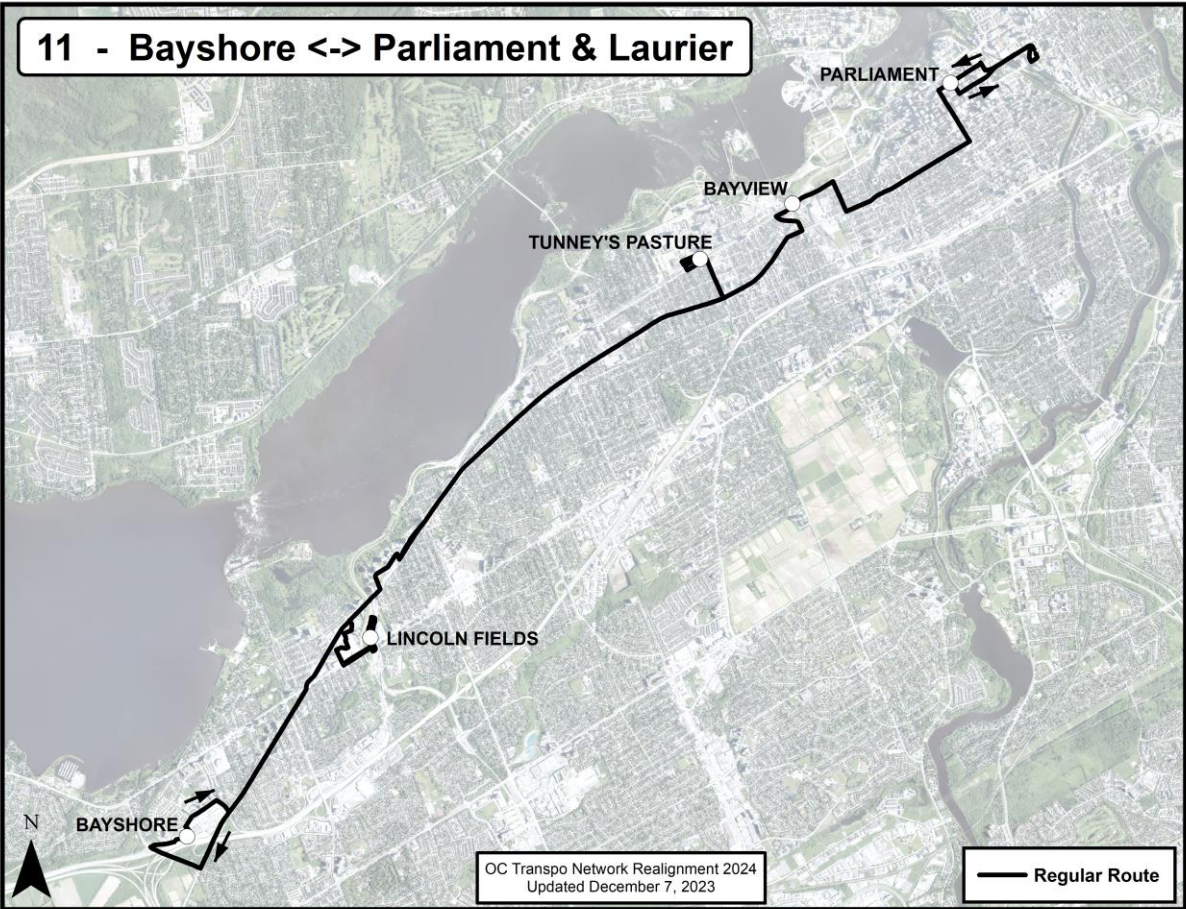 11 - Bayshore <-> Parliament & Laurier
PARLIAMENT
BAYVIEW
TUNNEY'S PASTURE
LINCOLN FIELDS
BAYSHORE
N
OC Transpo Network Realignment 2024
Updated December 7, 2023
Regular Route